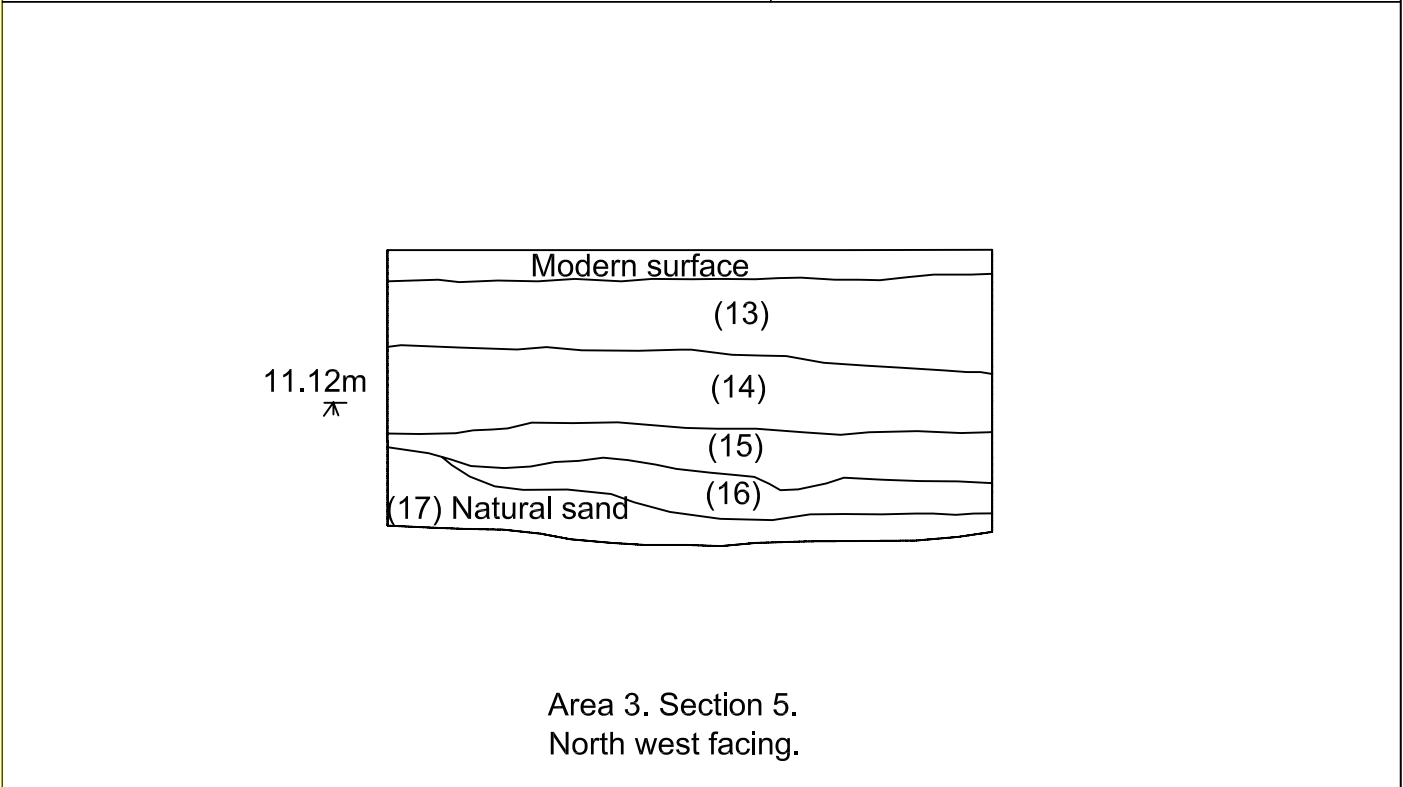 Modern surface
(13)
11.12m
(14)
(15)
(16)
(17) Natural sand
Area 3. Section 5.
North west facing.